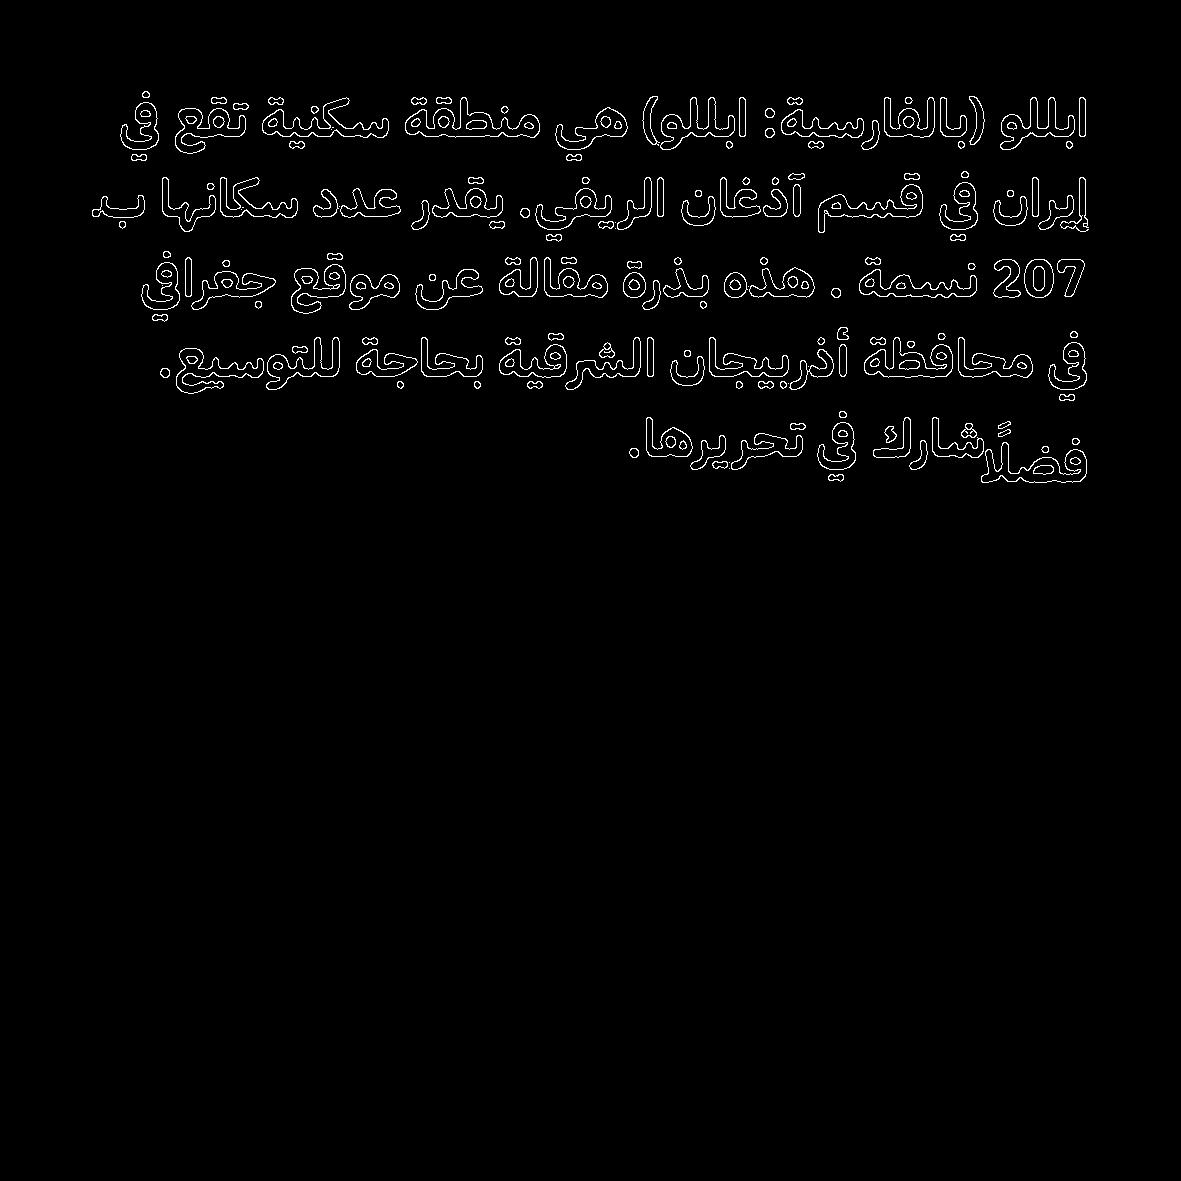 ابللو (بالفارسية: ابللو) هي منطقة سكنية تقع في
إيران في قسم آذغان الريفي. يقدر عدد سكانها ب‍
207 نسمة . هذه بذرة مقالة عن موقع جغرافي
في محافظة أذربيجان الشرقية بحاجة للتوسيع.
فضلًا شارك في تحريرها.